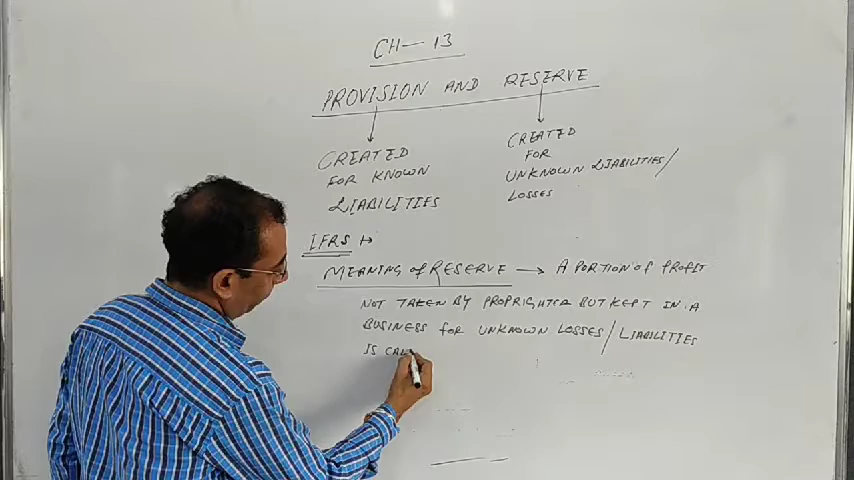 CH— 13
PROVISION AND RESERVE
CREATED
FOR KNOWN
LIABILITIES
CREATED
FOR
UNKNOWN LIABILITIES/
LOSSES
IFRS
MEANING OF RESERVE → A PORTION OF PROFIT
NOT TAKEN BY PROPRIGHTER BUT KEPT IN A
BUSINESS FOR UNKNOWN LOSSES/LIABILITIES
IS CAL